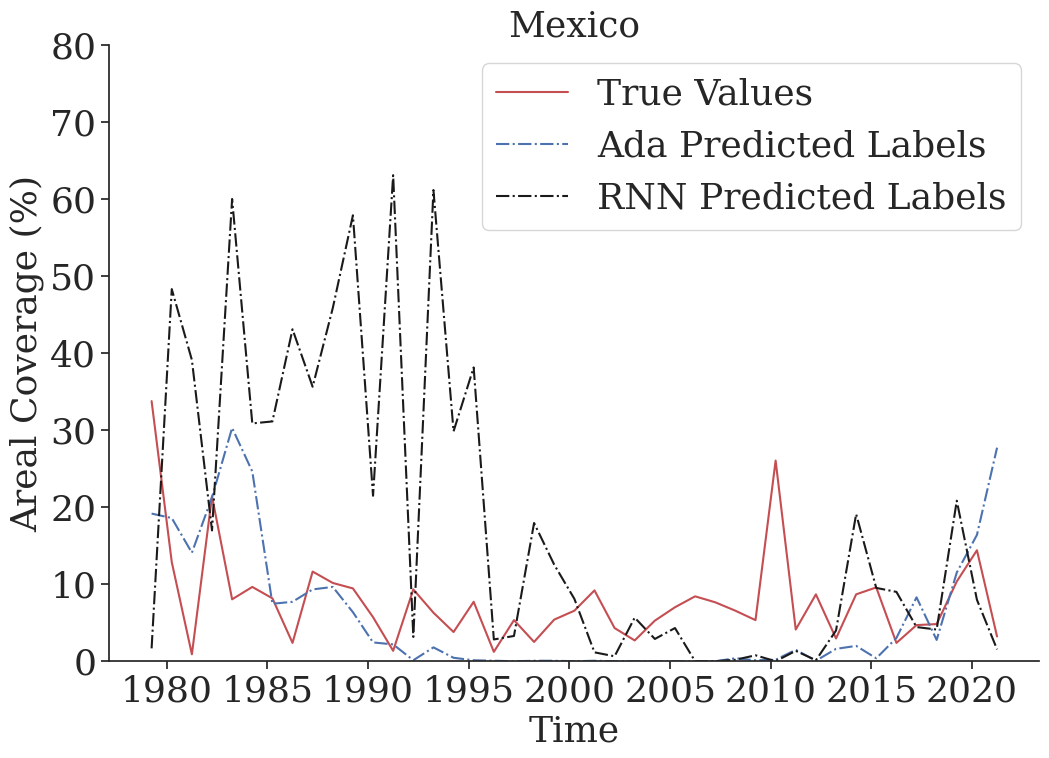 Mexico
80
70
60
50
40
30
20
10
0
Areal Coverage (%)
True Values
Ada Predicted Labels
RNN Predicted Labels
1980 1985 1990 1995 2000 2005 2010 2015 2020
Time